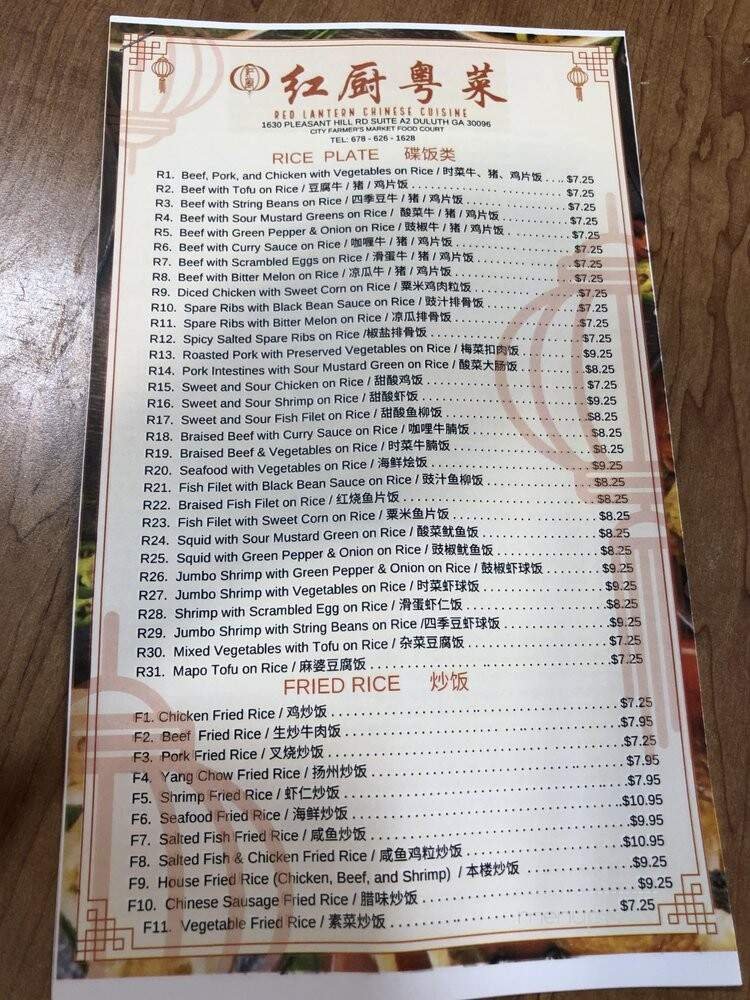 红厨粤菜
RED LANTERN CHINESE CUISINE
1630 PLEASANT HILL RD SUITE A2 DULUTH GA 30096
CITY FARMER'S MARKET FOOD COURT
TEL: 678 - 626 - 1628
RICE PLATE 碟饭类
R1. Beef, Pork, and Chicken with Vegetables on Rice / 时菜牛、猪、鸡片饭 .... $7.25
R2. Beef with Tofu on Rice / 豆腐牛 / 猪 / 鸡片饭 .... $7.25
R3. Beef with String Beans on Rice / 四季豆牛 / 猪 / 鸡片饭 .... $7.25
R4. Beef with Sour Mustard Greens on Rice / 酸菜牛 / 猪 / 鸡片饭 .... $7.25
R5. Beef with Green Pepper & Onion on Rice / 豉椒牛 / 猪 / 鸡片饭 .... $7.25
R6. Beef with Curry Sauce on Rice / 咖喱牛 / 猪 / 鸡片饭 .... $7.25
R7. Beef with Scrambled Eggs on Rice / 滑蛋牛 / 猪 / 鸡片饭 .... $7.25
R8. Beef with Bitter Melon on Rice / 凉瓜牛 / 猪 / 鸡片饭 .... $7.25
R9. Diced Chicken with Sweet Corn on Rice / 粟米鸡肉粒饭 .... $7.25
R10. Spare Ribs with Black Bean Sauce on Rice / 豉汁排骨饭 .... $7.25
R11. Spare Ribs with Bitter Melon on Rice / 凉瓜排骨饭 .... $7.25
R12. Spicy Salted Spare Ribs on Rice /椒盐排骨饭 .... $7.25
R13. Roasted Pork with Preserved Vegetables on Rice / 梅菜扣肉饭 .... $9.25
R14. Pork Intestines with Sour Mustard Green on Rice / 酸菜大肠饭 .... $8.25
R15. Sweet and Sour Chicken on Rice / 甜酸鸡饭 .... $7.25
R16. Sweet and Sour Shrimp on Rice / 甜酸虾饭 .... $9.25
R17. Sweet and Sour Fish Filet on Rice / 甜酸鱼柳饭 .... $8.25
R18. Braised Beef with Curry Sauce on Rice / 咖哩牛腩饭 .... $8.25
R19. Braised Beef & Vegetables on Rice / 时菜牛腩饭 .... $8.25
R20. Seafood with Vegetables on Rice / 海鲜烩饭 .... $9.25
R21. Fish Filet with Black Bean Sauce on Rice / 豉汁鱼柳饭 .... $8.25
R22. Braised Fish Filet on Rice / 红烧鱼片饭 .... $8.25
R23. Fish Filet with Sweet Corn on Rice / 粟米鱼片饭 .... $8.25
R24. Squid with Sour Mustard Green on Rice / 酸菜鱿鱼饭 .... $8.25
R25. Squid with Green Pepper & Onion on Rice / 豉椒鱿鱼饭 .... $8.25
R26. Jumbo Shrimp with Green Pepper & Onion on Rice / 鼓椒虾球饭 .... $9.25
R27. Jumbo Shrimp with Vegetables on Rice / 时菜虾球饭 .... $9.25
R28. Shrimp with Scrambled Egg on Rice / 滑蛋虾仁饭 .... $8.25
R29. Jumbo Shrimp with String Beans on Rice /四季豆虾球饭 .... $9.25
R30. Mixed Vegetables with Tofu on Rice / 杂菜豆腐饭 .... $7.25
R31. Mapo Tofu on Rice / 麻婆豆腐饭 .... $7.25
FRIED RICE 炒饭
F1. Chicken Fried Rice / 鸡炒饭 .... $7.25
F2. Beef Fried Rice / 生炒牛肉饭 .... $7.95
F3. Pork Fried Rice / 叉烧炒饭 .... $7.25
F4. Yang Chow Fried Rice / 扬州炒饭 .... $7.95
F5. Shrimp Fried Rice / 虾仁炒饭 .... $7.95
F6. Seafood Fried Rice / 海鲜炒饭 .... $10.95
F7. Salted Fish Fried Rice / 咸鱼炒饭 .... $9.95
F8. Salted Fish & Chicken Fried Rice / 咸鱼鸡粒炒饭 .... $10.95
F9. House Fried Rice (Chicken, Beef, and Shrimp) / 本楼炒饭 .... $9.25
F10. Chinese Sausage Fried Rice / 腊味炒饭 .... $9.25
F11. Vegetable Fried Rice / 素菜炒饭 .... $7.25